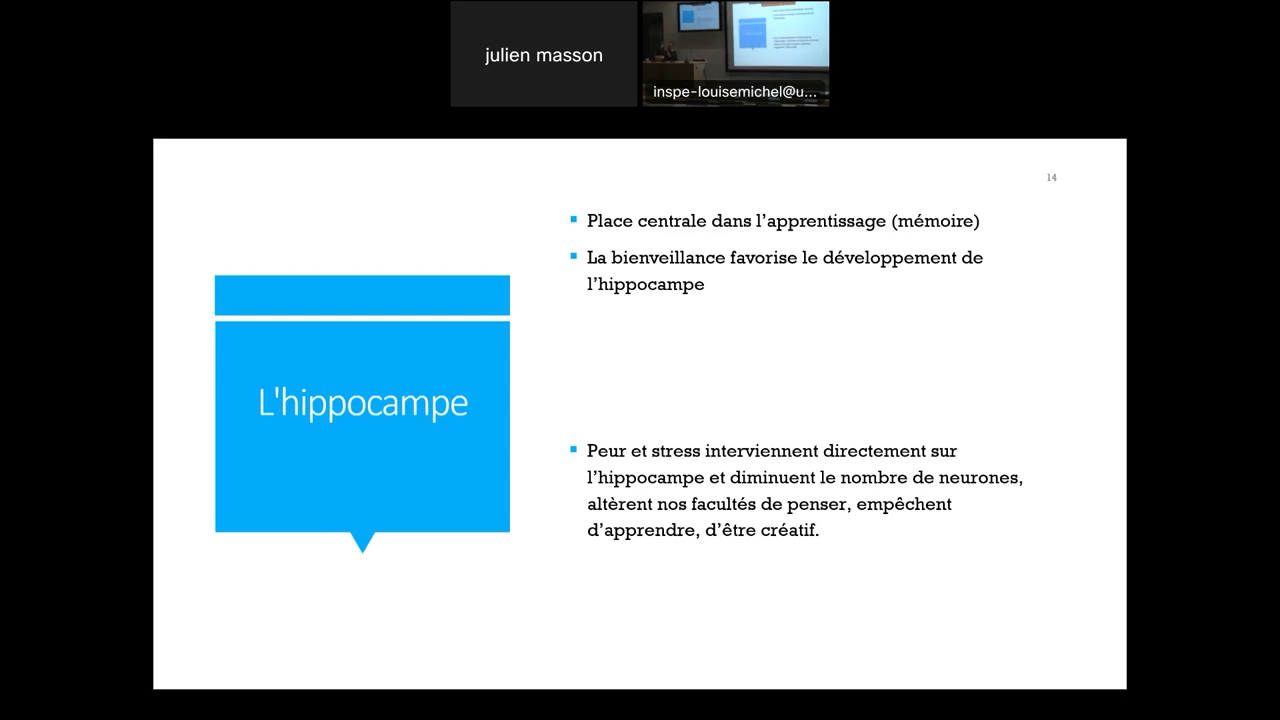 julien masson
inspe-louisemichel@u...
14
L'hippocampe
Place centrale dans l’apprentissage (mémoire)
La bienveillance favorise le développement de
l’hippocampe
Peur et stress interviennent directement sur
l’hippocampe et diminuent le nombre de neurones,
altèrent nos facultés de penser, empêchent
d’apprendre, d’être créatif.